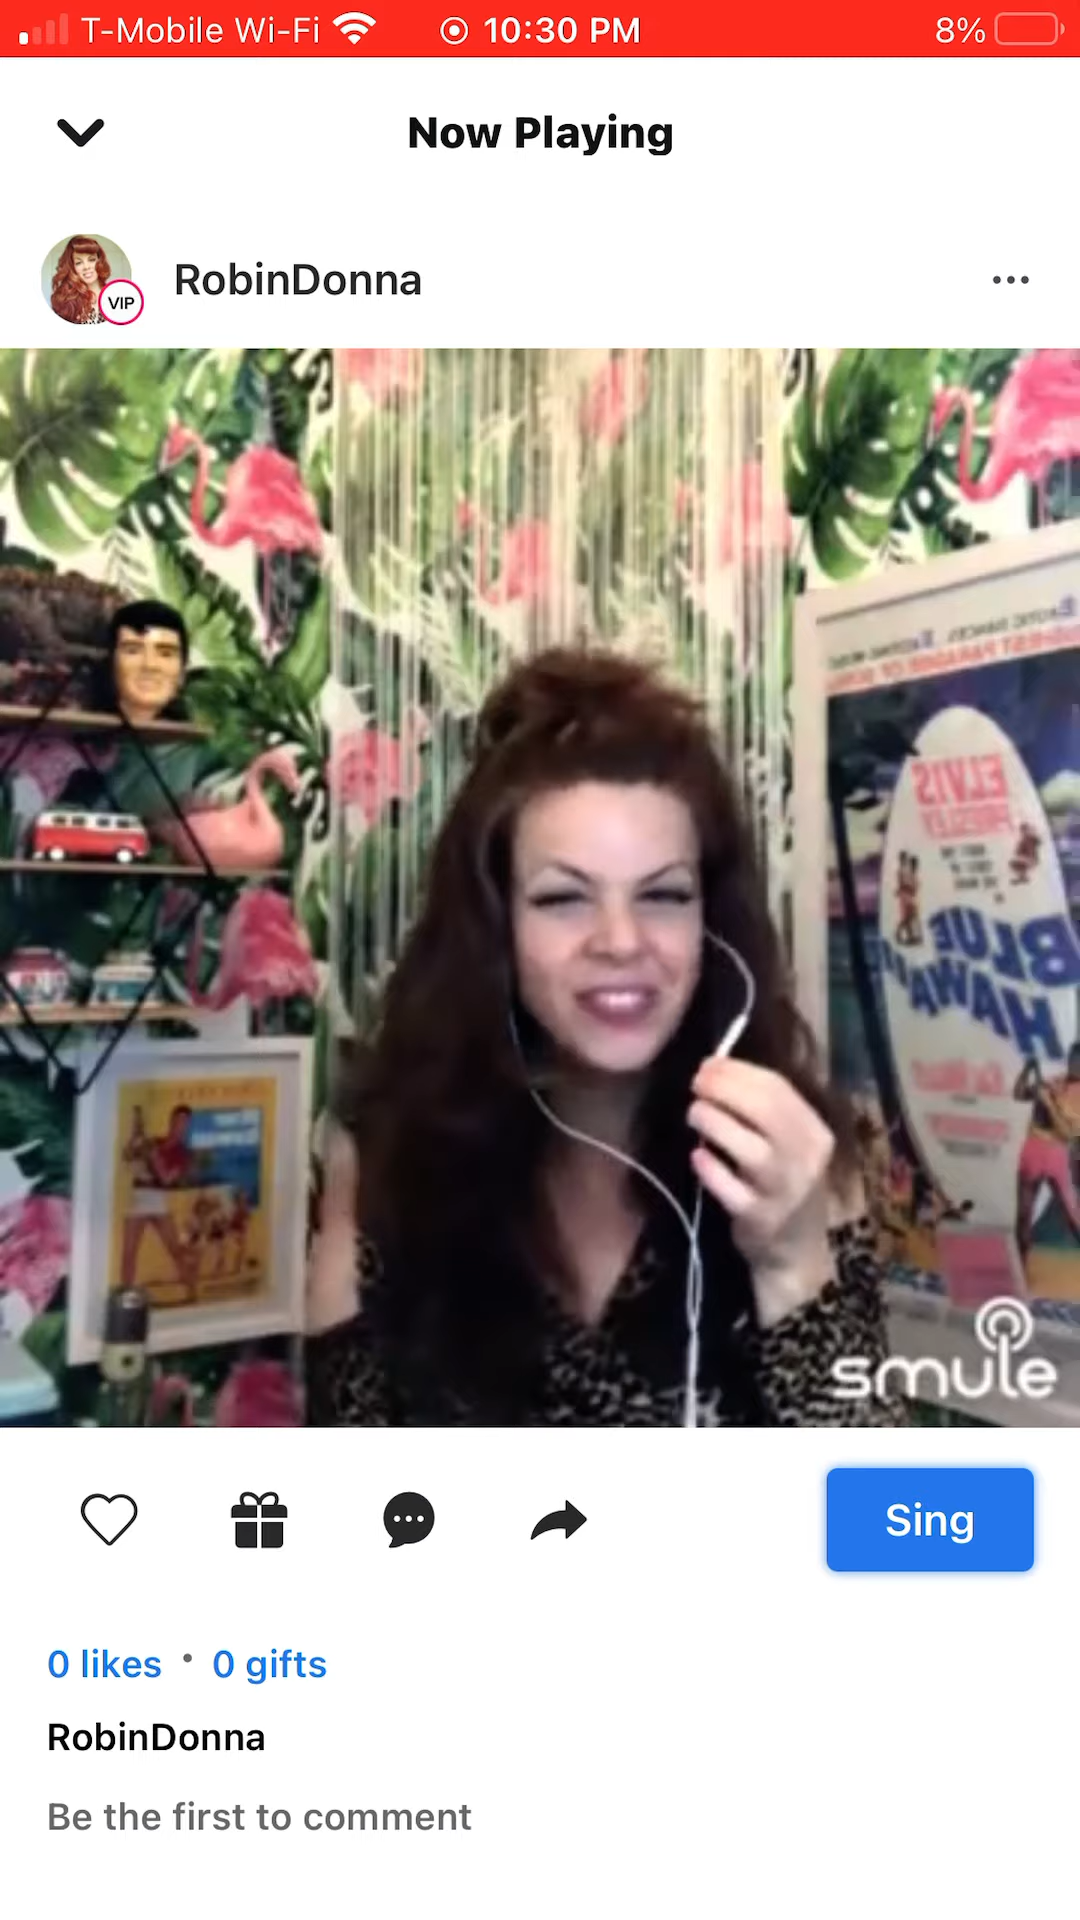 T-Mobile Wi-Fi 10:30 PM 8%
Now Playing
VIP
RobinDonna
ELVIS
PRESLEY
BLUE
HAWAII
smule
Sing
0 likes • 0 gifts
RobinDonna
Be the first to comment